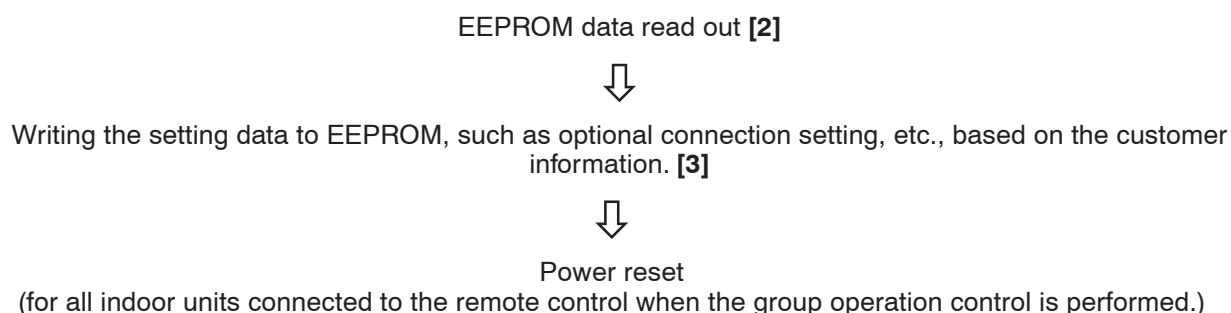 EEPROM data read out [2]
Writing the setting data to EEPROM, such as optional connection setting, etc., based on the customer
information. [3]
Power reset
(for all indoor units connected to the remote control when the group operation control is performed.)